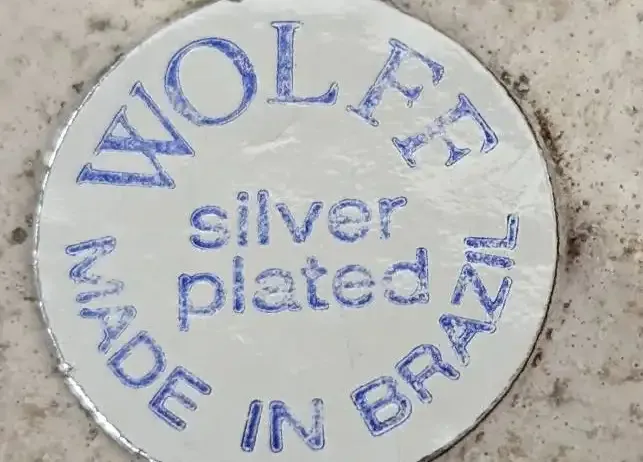 WOLFF
silver
plated
MADE IN BRAZIL